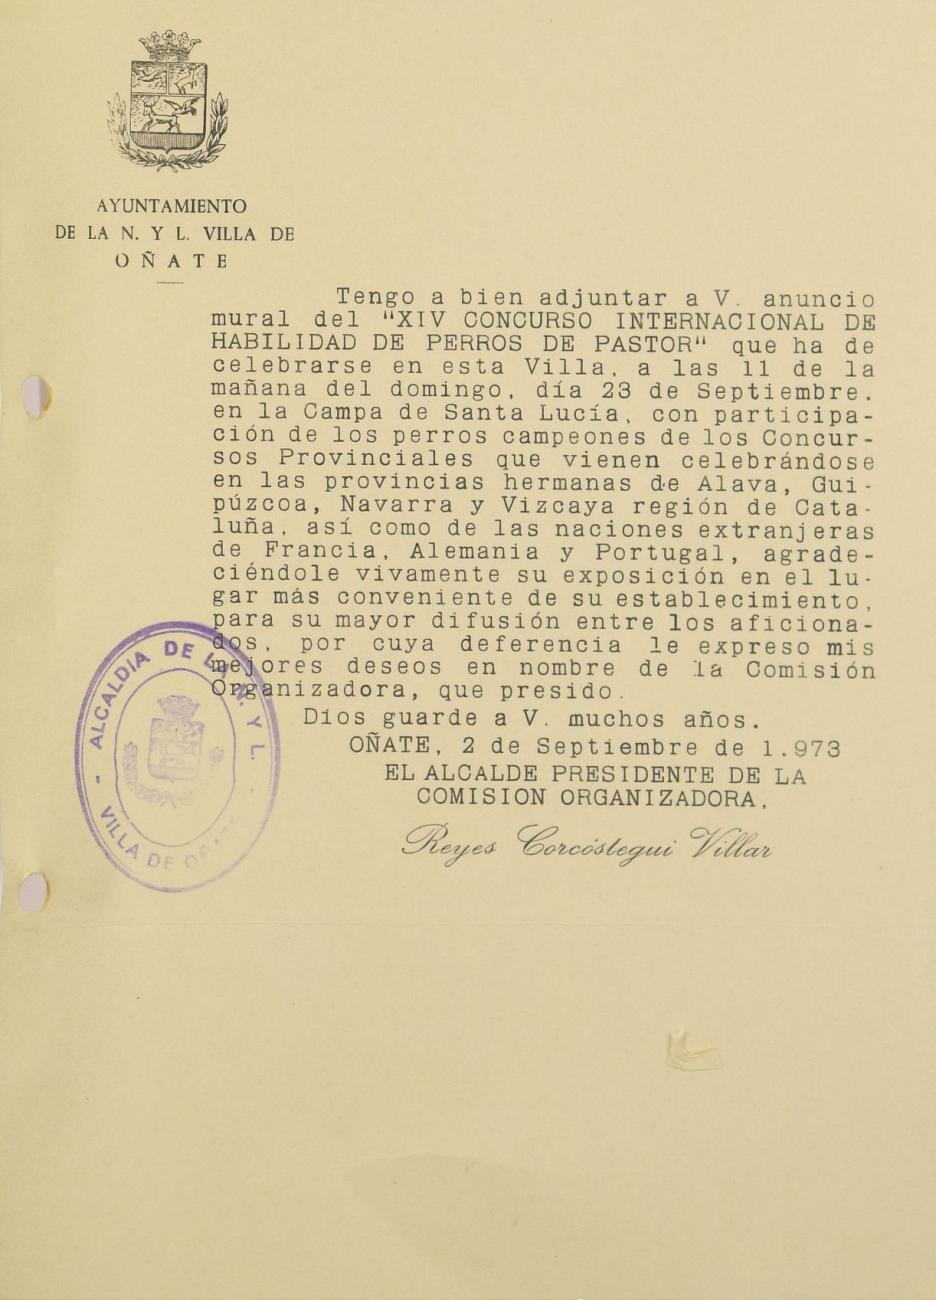 AYUNTAMIENTO
DE LA N. Y L. VILLA DE
OÑATE
Tengo a bien adjuntar a V. anuncio
mural del "XIV CONCURSO INTERNACIONAL DE
HABILIDAD DE PERROS DE PASTOR" que ha de
celebrarse en esta Villa, a las 11 de la
mañana del domingo, día 23 de Septiembre.
en la Campa de Santa Lucía, con participa-
ción de los perros campeones de los Concur-
sos Provinciales que vienen celebrándose
en las provincias hermanas de Alava, Gui-
púzcoa, Navarra y Vizcaya región de Cata-
luña, así como de las naciones extranjeras
de Francia, Alemania y Portugal, agrade-
ciéndole vivamente su exposición en el lu-
gar más conveniente de su establecimiento,
para su mayor difusión entre los aficiona-
dos, por cuya deferencia le expreso mis
mejores deseos en nombre de la Comisión
Organizadora, que presido.
Dios guarde a V. muchos años.
OÑATE, 2 de Septiembre de 1.973
EL ALCALDE PRESIDENTE DE LA
COMISION ORGANIZADORA,
Reyes Corcóstegui Villar
- ALCALDIA DE LA N. Y L.
VILLA DE